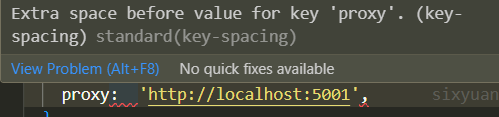 Extra space before value for key 'proxy'. (key-
spacing) standard(key-spacing)
View Problem (Alt+F8) No quick fixes available
proxy:  'http://localhost:5001', sixyuan